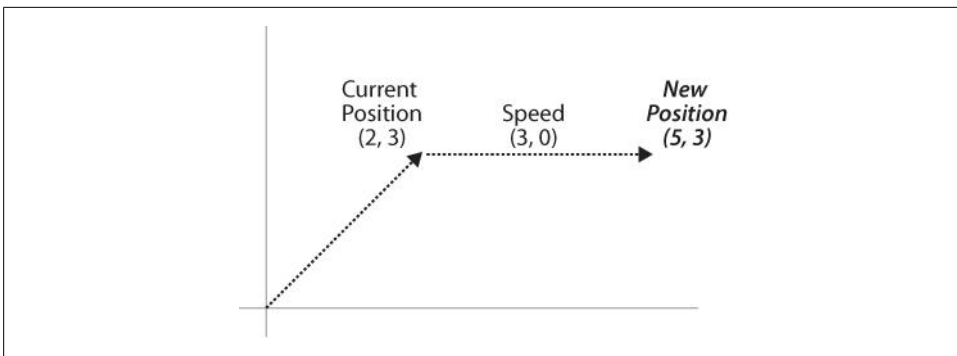 Current
Position
(2, 3)
Speed
(3, 0)
New
Position
(5, 3)